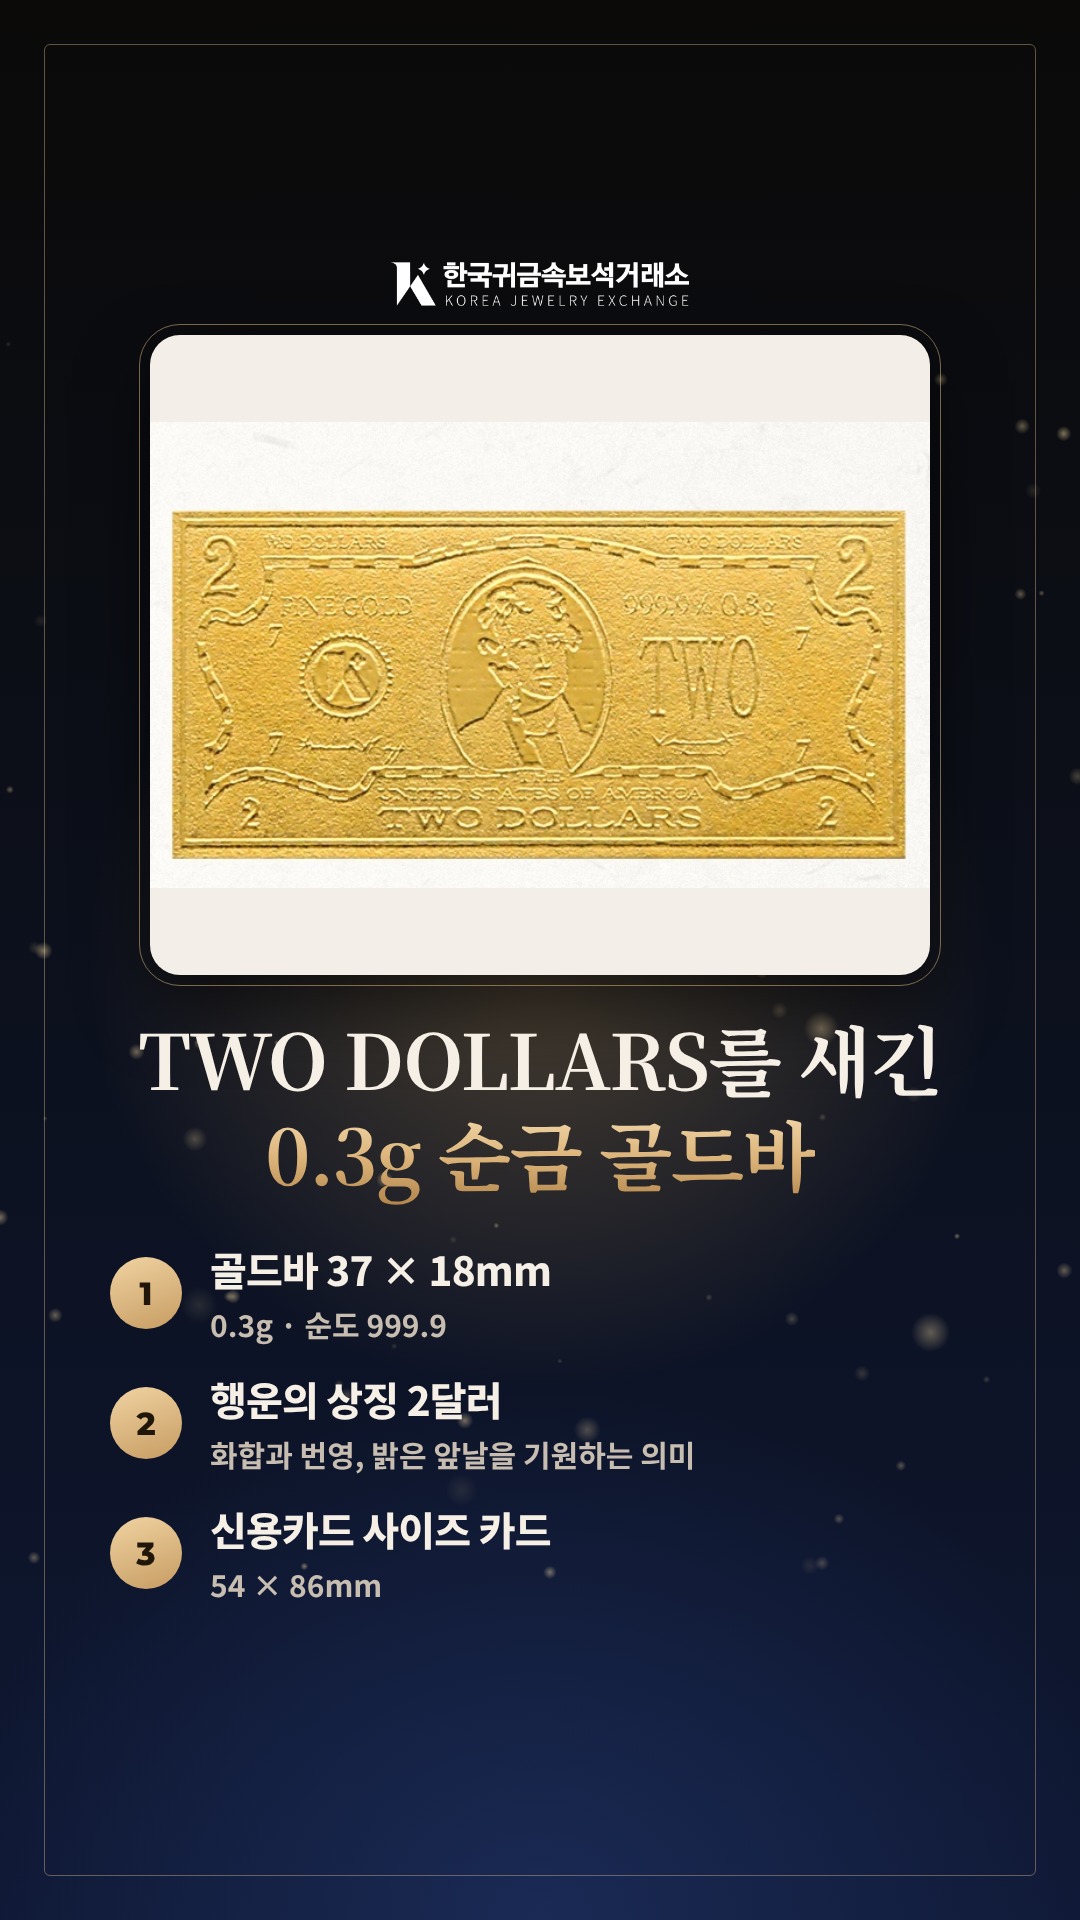 한국귀금속보석거래소
KOREA JEWELRY EXCHANGE
2 WO DOLLARS TWO DOLLARS 2
FINE GOLD 999.9% 0.3g
7 7
TWO
7 7
THE
UNITED STATES OF AMERICA
2 TWO DOLLARS 2
TWO DOLLARS를 새긴
0.3g 순금 골드바
1 골드바 37 × 18mm
0.3g · 순도 999.9
2 행운의 상징 2달러
화합과 번영, 밝은 앞날을 기원하는 의미
3 신용카드 사이즈 카드
54 × 86mm